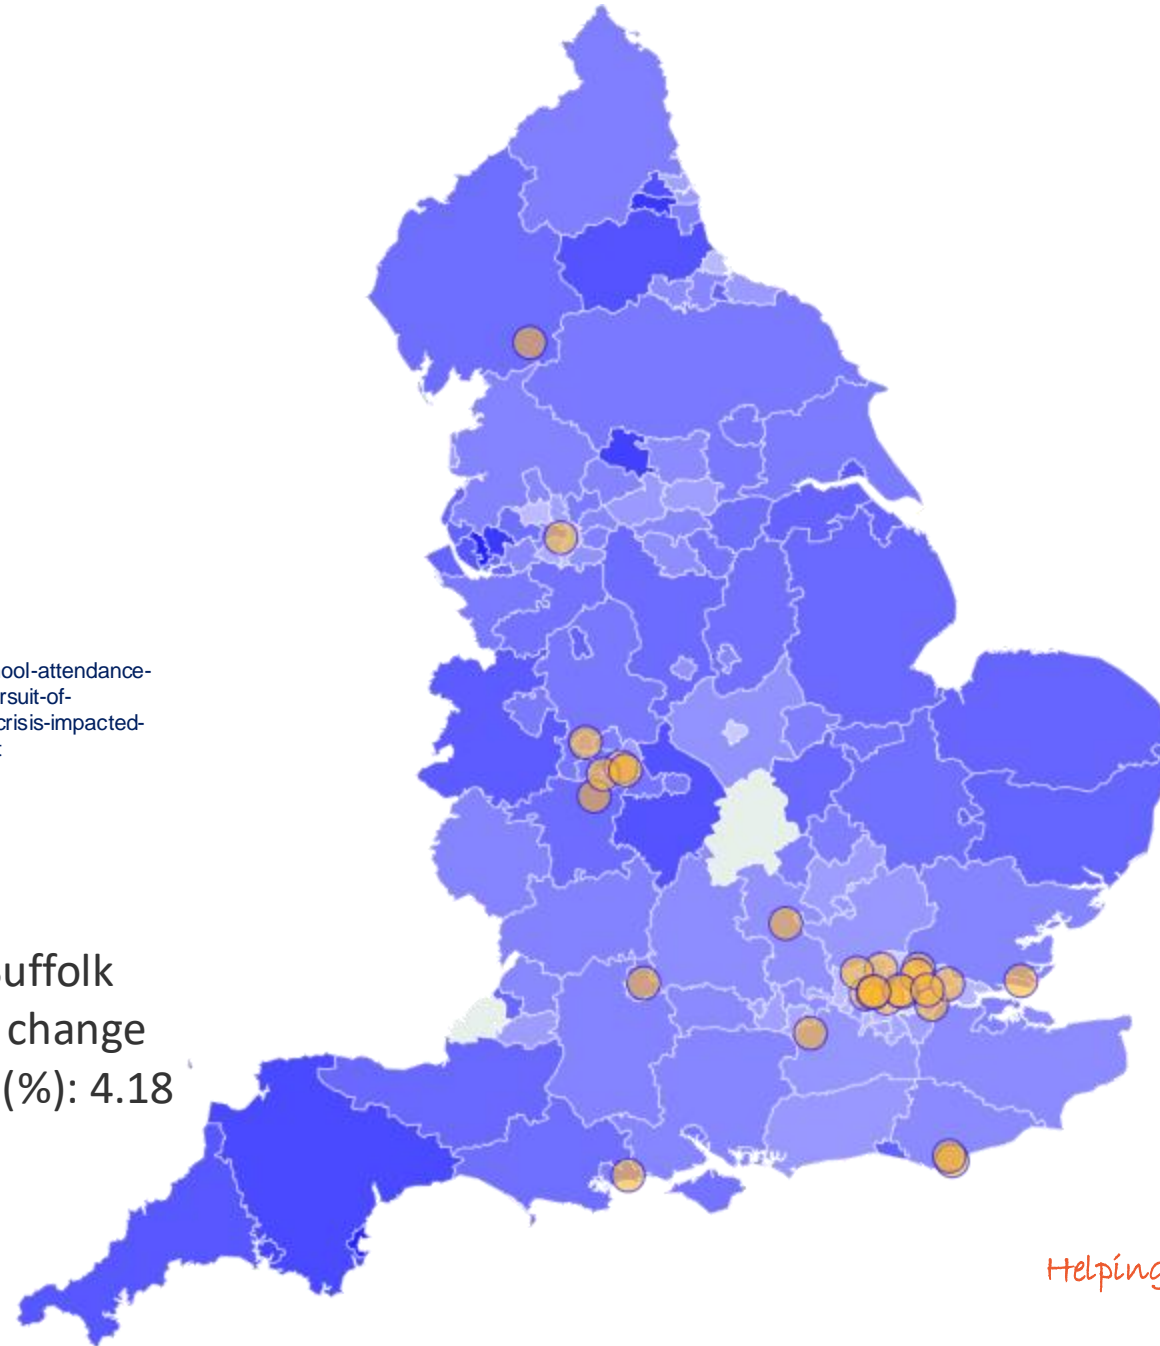 ool-attendance-
rsuit-of-
crisis-impacted-
uffolk
change
(%): 4.18
Helping